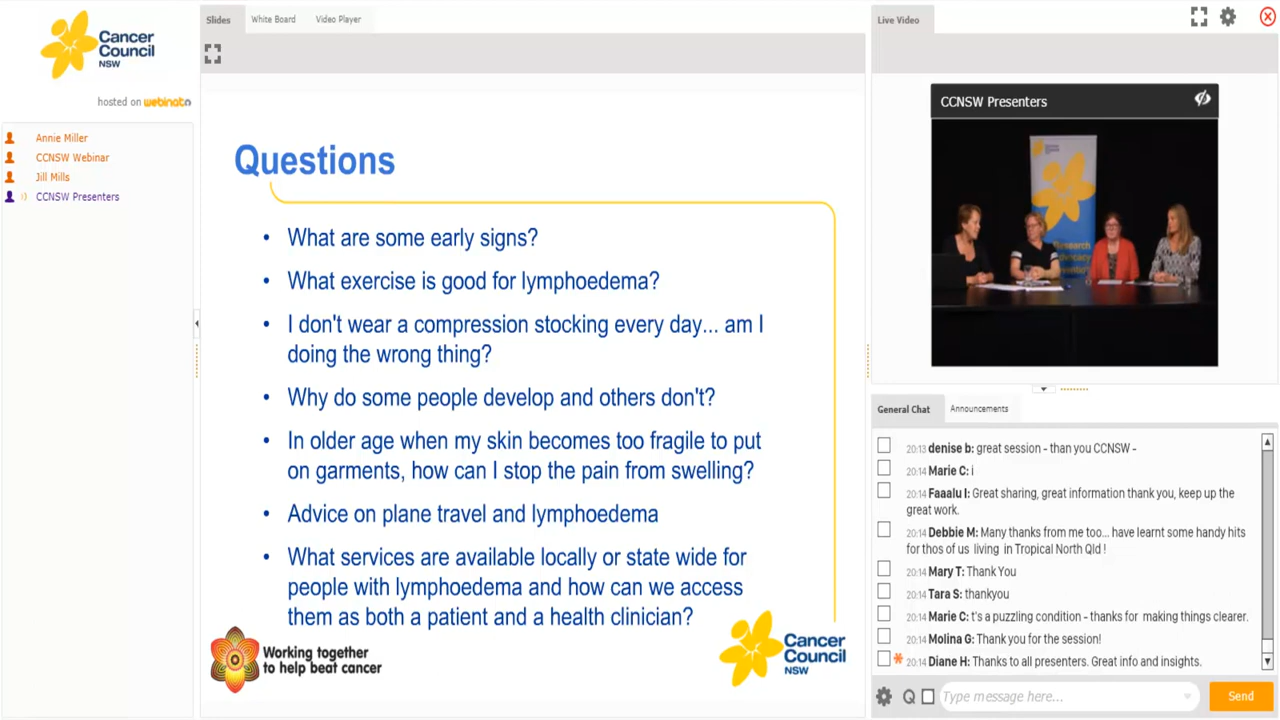 Cancer
Council
NSW
hosted on webinato
Annie Miller
CCNSW Webinar
Jill Mills
CCNSW Presenters
Slides
White Board
Video Player
Questions
• What are some early signs?
• What exercise is good for lymphoedema?
• I don't wear a compression stocking every day... am I
doing the wrong thing?
• Why do some people develop and others don't?
• In older age when my skin becomes too fragile to put
on garments, how can I stop the pain from swelling?
• Advice on plane travel and lymphoedema
• What services are available locally or state wide for
people with lymphoedema and how can we access
them as both a patient and a health clinician?
Working together
to help beat cancer
Cancer
Council
NSW
Live Video
CCNSW Presenters
Research
Advocacy
General Chat
Announcements
20:13 denise b: great session - than you CCNSW -
20:14 Marie C: i
20:14 Faaalu I: Great sharing, great information thank you, keep up the
great work.
20:14 Debbie M: Many thanks from me too... have learnt some handy hits
for thos of us living in Tropical North Qld !
20:14 Mary T: Thank You
20:14 Tara S: thankyou
20:14 Marie C: t's a puzzling condition - thanks for making things clearer.
20:14 Molina G: Thank you for the session!
20:14 Diane H: Thanks to all presenters. Great info and insights.
Q
Type message here...
Send